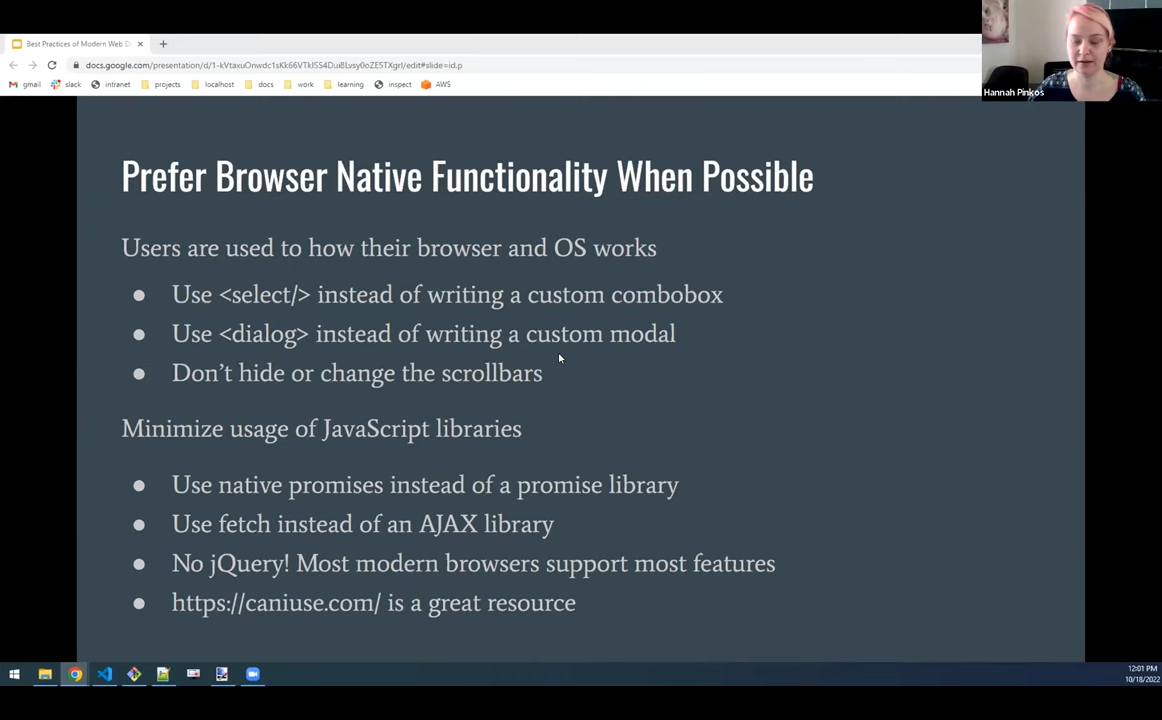 Best Practices of Modern Web D
docs.google.com/presentation/d/1-kVtaxuOnwdc1sKk66VTkISS4Dui8Lvsy0oZE5TXgrI/edit#slide=id.p
gmail
slack
intranet
projects
localhost
docs
work
learning
inspect
AWS
Hannah Pinkos
Prefer Browser Native Functionality When Possible
Users are used to how their browser and OS works
● Use <select/> instead of writing a custom combobox
● Use <dialog> instead of writing a custom modal
● Don’t hide or change the scrollbars
Minimize usage of JavaScript libraries
● Use native promises instead of a promise library
● Use fetch instead of an AJAX library
● No jQuery! Most modern browsers support most features
● https://caniuse.com/ is a great resource
12:01 PM
10/18/2022